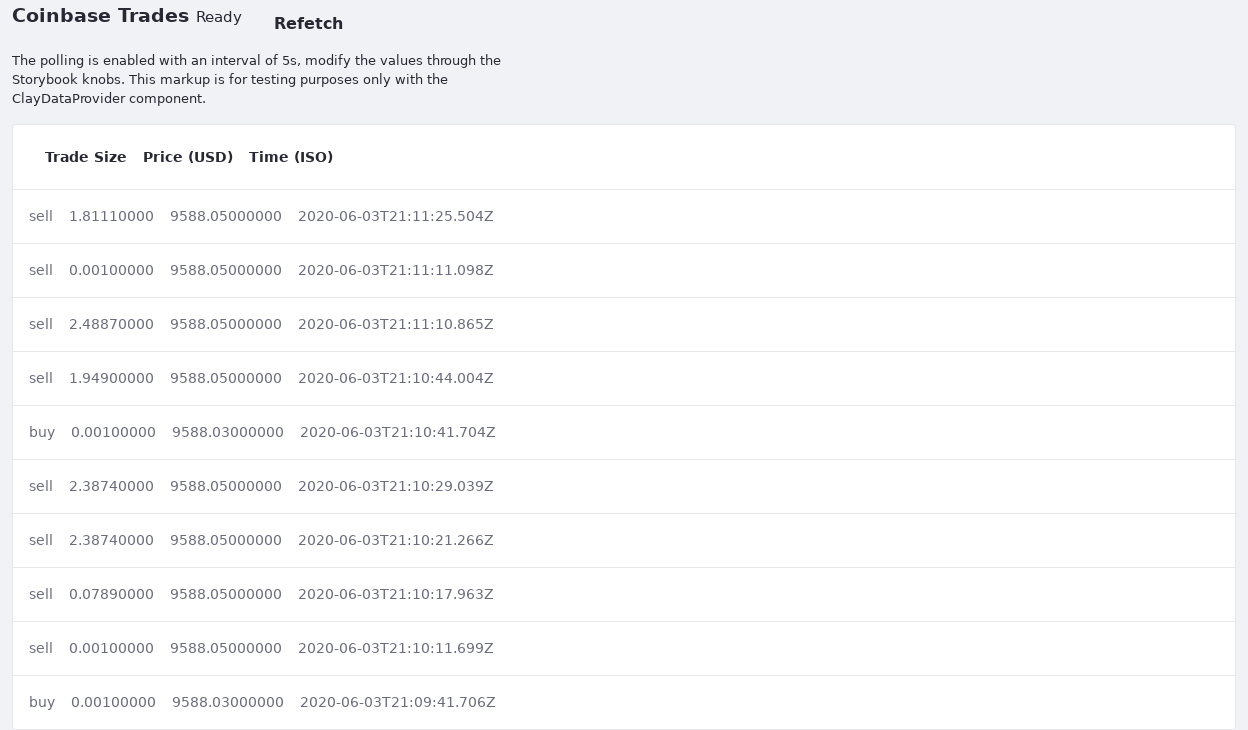 Coinbase Trades Ready Refetch
The polling is enabled with an interval of 5s, modify the values through the
Storybook knobs. This markup is for testing purposes only with the
ClayDataProvider component.
Trade Size Price (USD) Time (ISO)
sell 1.81110000 9588.05000000 2020-06-03T21:11:25.504Z
sell 0.00100000 9588.05000000 2020-06-03T21:11:11.098Z
sell 2.48870000 9588.05000000 2020-06-03T21:11:10.865Z
sell 1.94900000 9588.05000000 2020-06-03T21:10:44.004Z
buy 0.00100000 9588.03000000 2020-06-03T21:10:41.704Z
sell 2.38740000 9588.05000000 2020-06-03T21:10:29.039Z
sell 2.38740000 9588.05000000 2020-06-03T21:10:21.266Z
sell 0.07890000 9588.05000000 2020-06-03T21:10:17.963Z
sell 0.00100000 9588.05000000 2020-06-03T21:10:11.699Z
buy 0.00100000 9588.03000000 2020-06-03T21:09:41.706Z